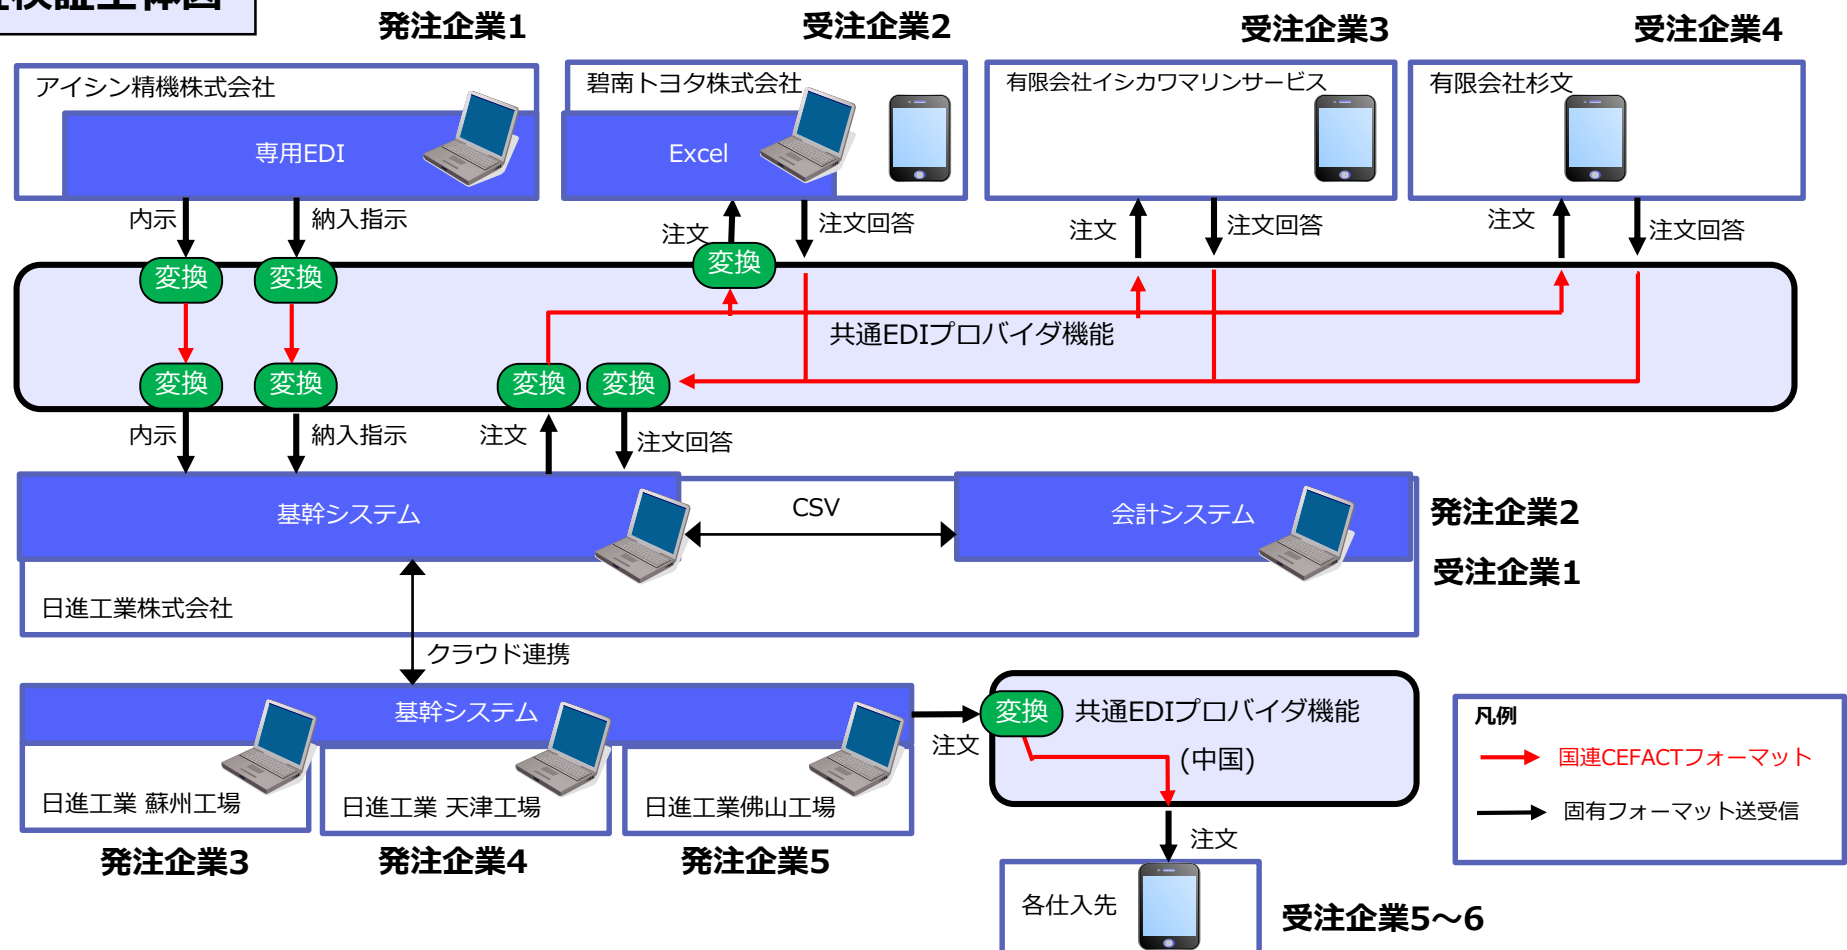 検証全体図
発注企業1
受注企業2
受注企業3
受注企業4
アイシン精機株式会社
碧南トヨタ株式会社
有限会社イシカワマリンサービス
有限会社杉文
専用EDI
Excel
内示
納入指示
注文
注文回答
注文
注文回答
注文
注文回答
変換
変換
変換
共通EDIプロバイダ機能
変換
変換
変換
変換
内示
納入指示
注文
注文回答
基幹システム
CSV
会計システム
発注企業2
受注企業1
日進工業株式会社
クラウド連携
基幹システム
注文
変換
共通EDIプロバイダ機能
(中国)
日進工業 蘇州工場
日進工業 天津工場
日進工業佛山工場
発注企業3
発注企業4
発注企業5
注文
各仕入先
受注企業5～6
凡例
国連CEFACTフォーマット
固有フォーマット送受信